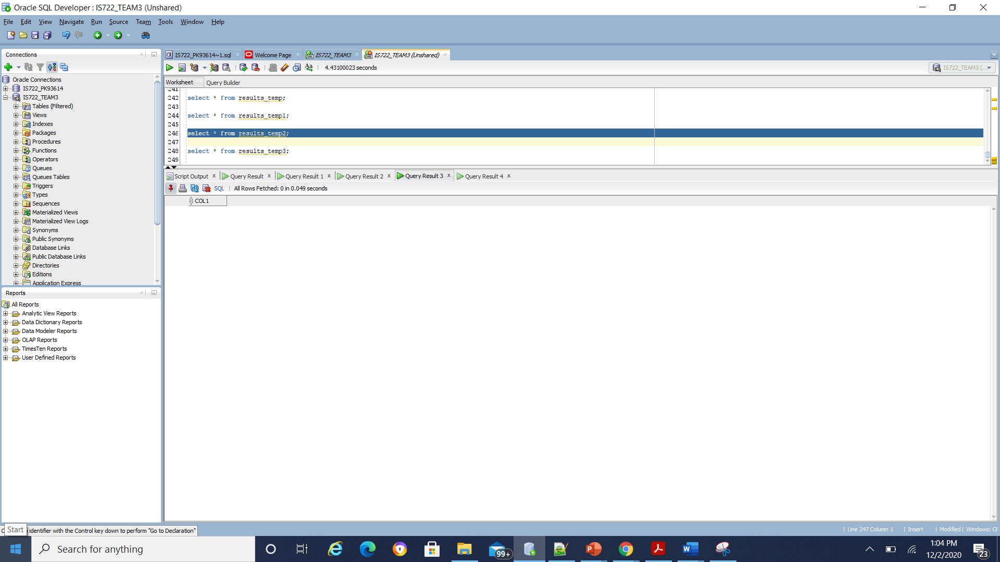 Oracle SQL Developer : IS722_TEAM3 (Unshared)
File Edit View Navigate Run Source Team Tools Window Help
Connections
Oracle Connections
IS722_PK93614
IS722_TEAM3
Tables (Filtered)
Views
Indexes
Packages
Procedures
Functions
Operators
Queues
Queues Tables
Triggers
Types
Sequences
Materialized Views
Materialized View Logs
Synonyms
Public Synonyms
Database Links
Public Database Links
Directories
Editions
Application Express
Reports
All Reports
Analytic View Reports
Data Dictionary Reports
Data Modeler Reports
OLAP Reports
TimesTen Reports
User Defined Reports
IS722_PK93614~1.sql Welcome Page IS722_TEAM3 IS722_TEAM3 (Unshared)
4.43100023 seconds
IS722_TEAM3 (...
Worksheet Query Builder
241
242 select * from results_temp;
243
244 select * from results_temp1;
245
246 select * from results_temp2;
247
248 select * from results_temp3;
249
Script Output Query Result Query Result 1 Query Result 2 Query Result 3 Query Result 4
SQL All Rows Fetched: 0 in 0.049 seconds
COL1
Start
identifier with the Control key down to perform "Go to Declaration"
Line 247 Column 1 Insert Modified Windows: CF
Search for anything
99+
1:04 PM
12/2/2020
23